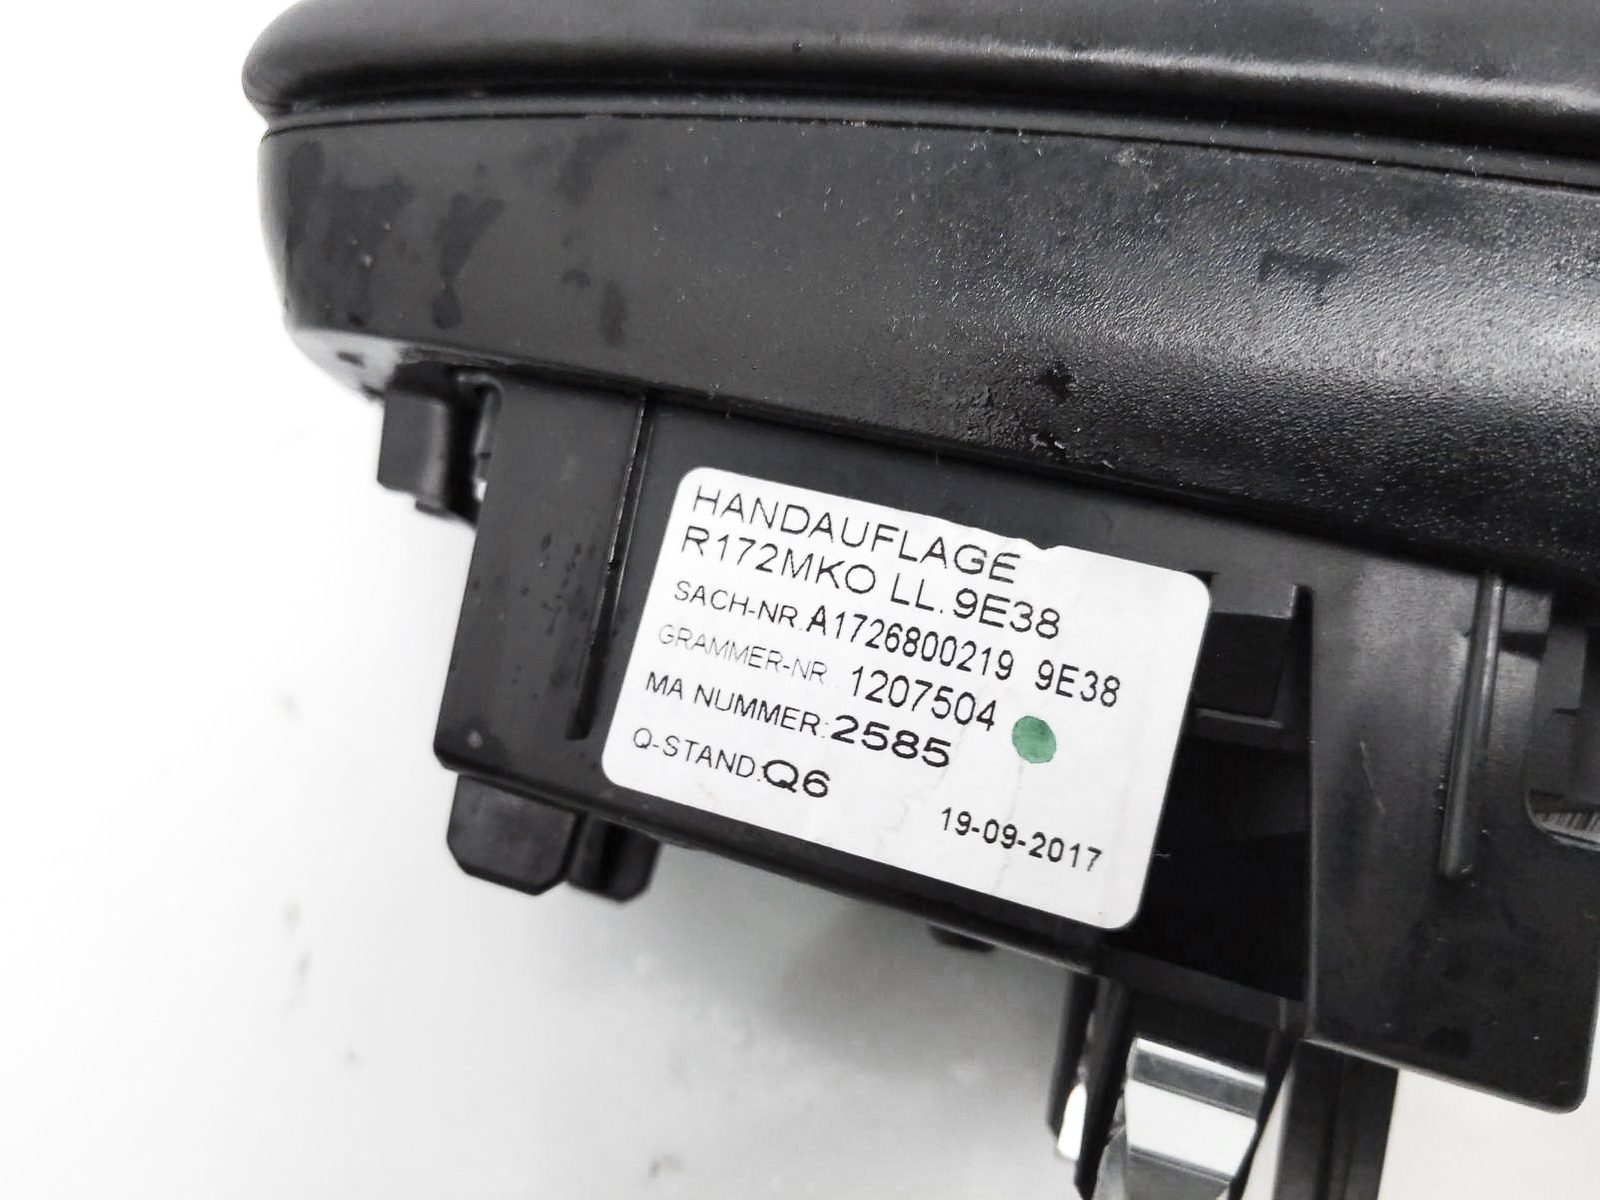 HANDAUFLAGE
R172MKO LL. 9E38
SACH-NR. A1726800219 9E38
GRAMMER-NR.: 1207504
MA NUMMER: 2585
Q-STAND: Q6
19-09-2017